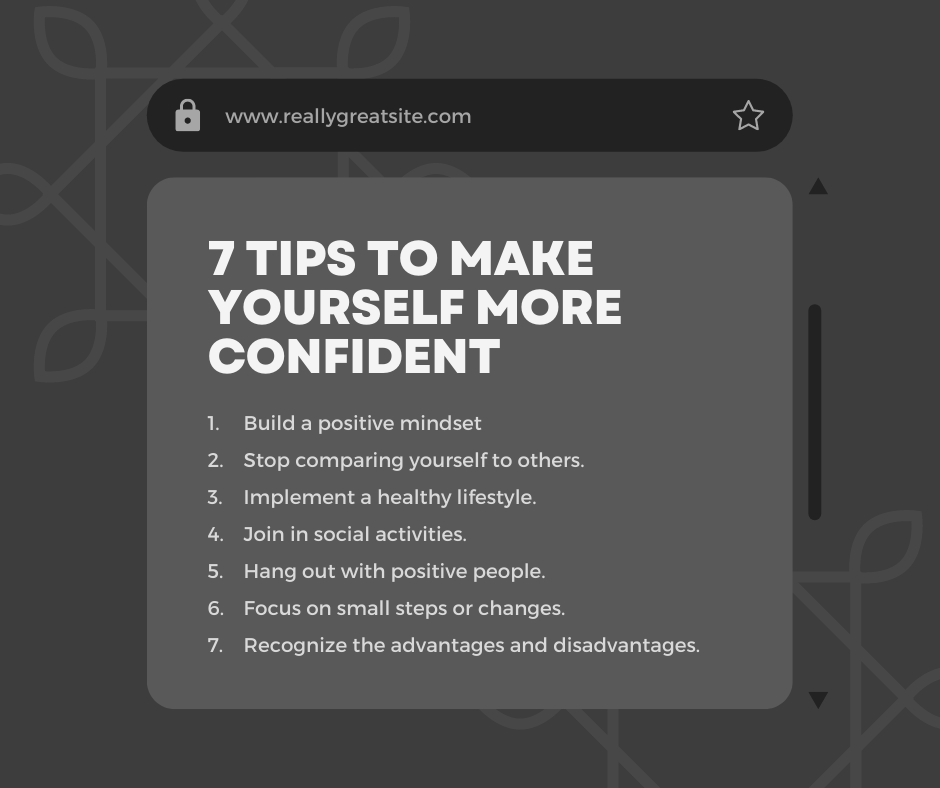 www.reallygreatsite.com
7 TIPS TO MAKE
YOURSELF MORE
CONFIDENT
1. Build a positive mindset
2. Stop comparing yourself to others.
3. Implement a healthy lifestyle.
4. Join in social activities.
5. Hang out with positive people.
6. Focus on small steps or changes.
7. Recognize the advantages and disadvantages.